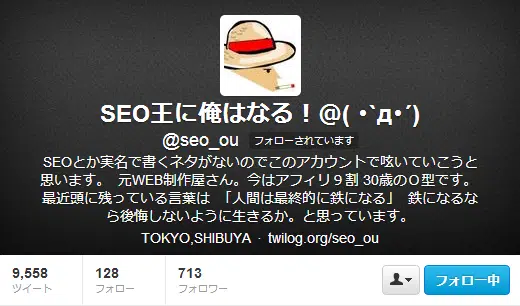 SEO王に俺はなる！@( •`д•´)
@seo_ou フォローされています
SEOとか実名で書くネタがないのでこのアカウントで呟いていこうと
思います。 元WEB制作屋さん。今はアフィリ９割 30歳のＯ型です。
最近頭に残っている言葉は 「人間は最終的に鉄になる」 鉄になるな
ら後悔しないように生きるか。と思っています。
TOKYO,SHIBUYA · twilog.org/seo_ou
9,558 128 713 フォロー中
ツイート フォロー フォロワー